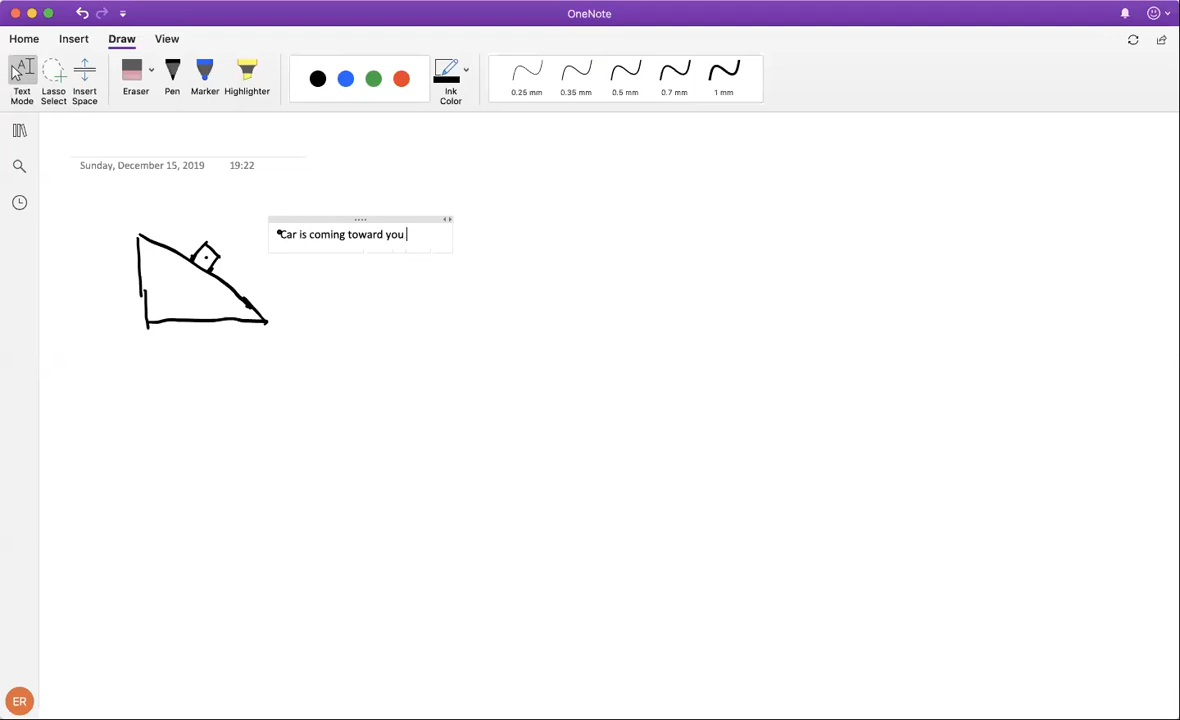 OneNote
Home Insert Draw View
Text Mode
Lasso Select
Insert Space
Eraser
Pen
Marker
Highlighter
Ink Color
0.25 mm
0.35 mm
0.5 mm
0.7 mm
1 mm
Sunday, December 15, 2019 19:22
Car is coming toward you
ER